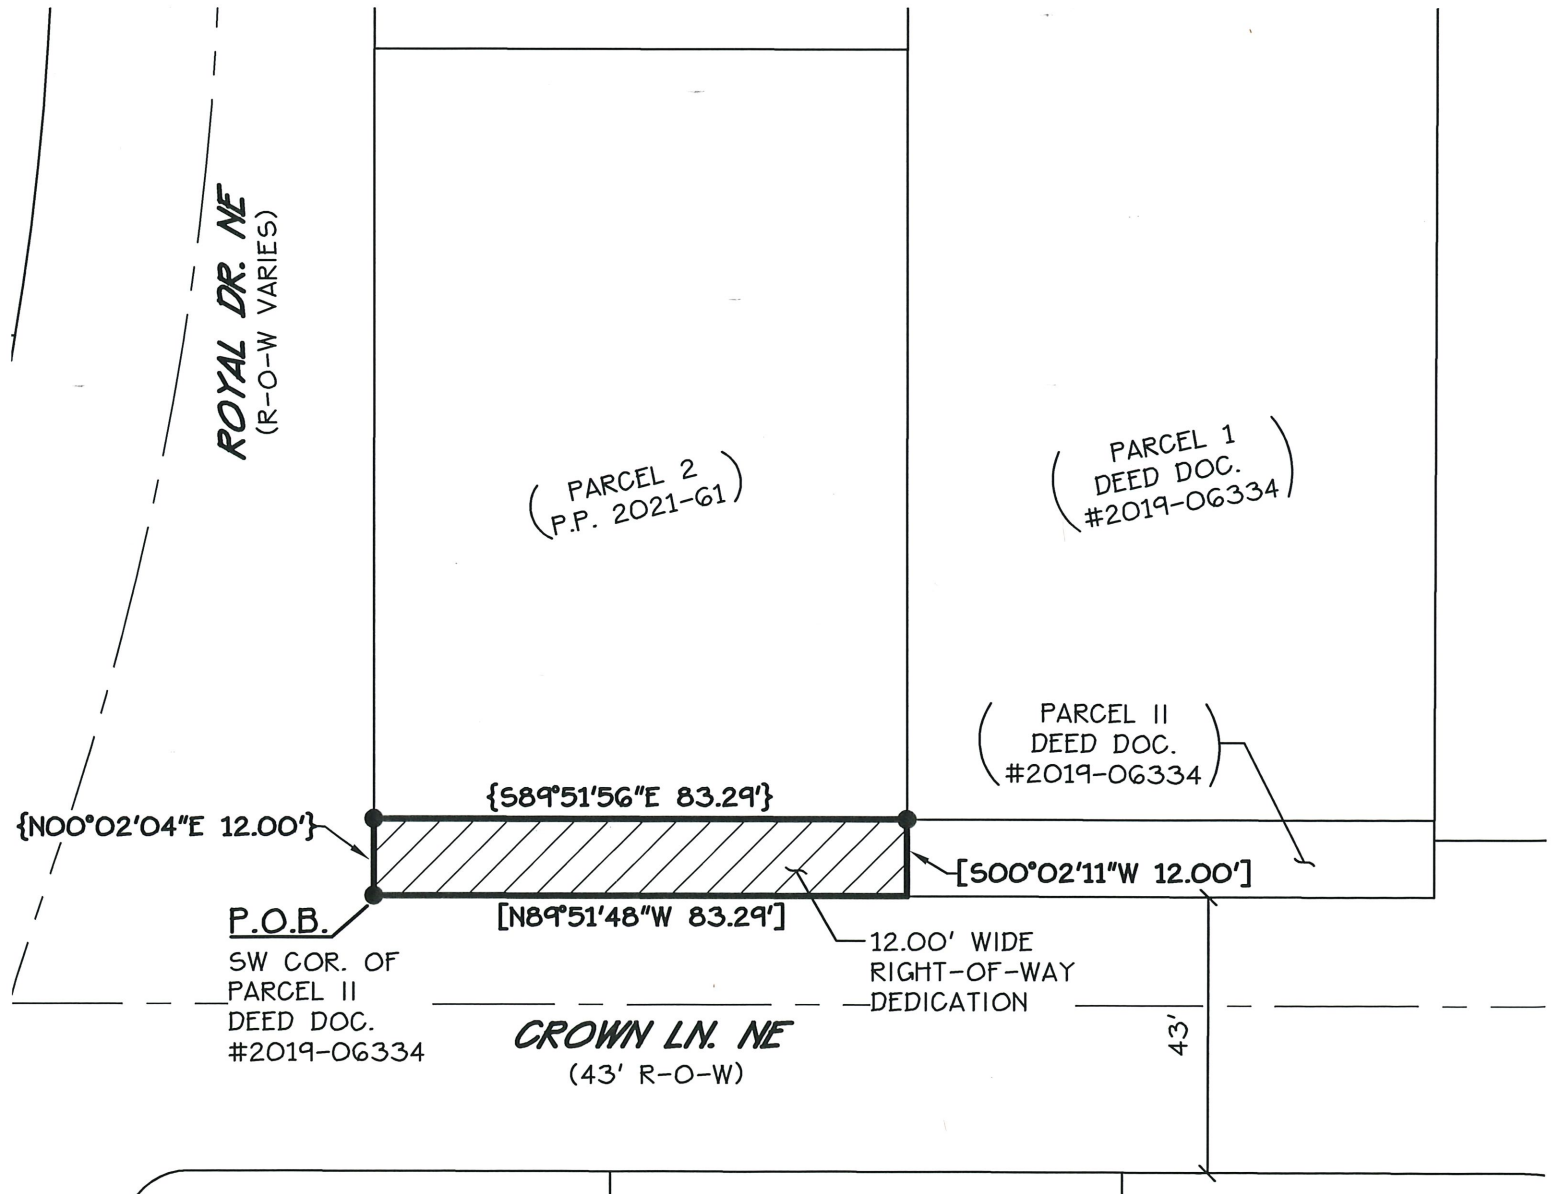 ROYAL DR. NE
(R-O-W VARIES)
PARCEL 2
P.P. 2021-61
PARCEL 1
DEED DOC.
#2019-06334
PARCEL II
DEED DOC.
#2019-06334
{S89°51'56"E 83.29'}
{N00°02'04"E 12.00'}
[S00°02'11"W 12.00']
[N89°51'48"W 83.29']
P.O.B.
SW COR. OF
PARCEL II
DEED DOC.
#2019-06334
12.00' WIDE
RIGHT-OF-WAY
DEDICATION
CROWN LN. NE
(43' R-O-W)
43'